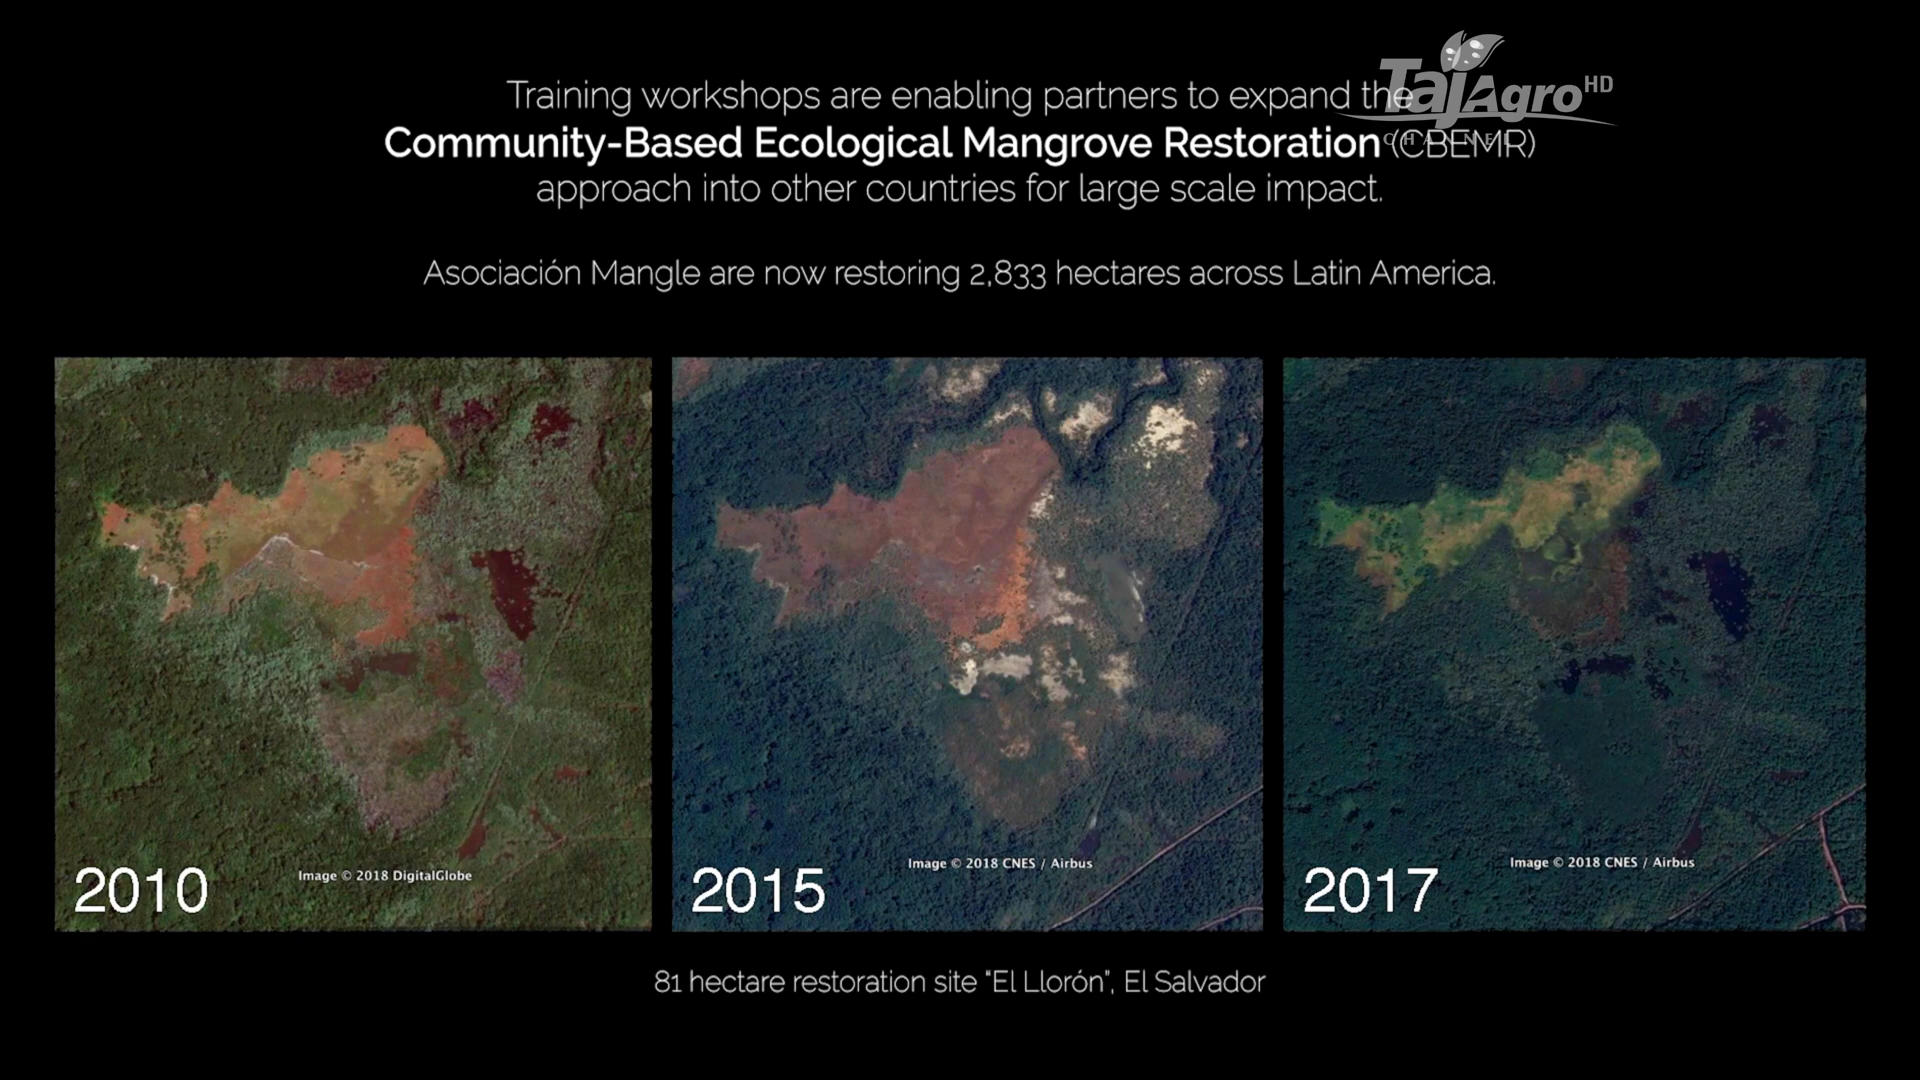 Training workshops are enabling partners to expand the
Community-Based Ecological Mangrove Restoration (CBEMR)
approach into other countries for large scale impact.
TajAgro HD
CHANNEL
Asociación Mangle are now restoring 2,833 hectares across Latin America.
2010
Image © 2018 DigitalGlobe
2015
Image © 2018 CNES / Airbus
2017
Image © 2018 CNES / Airbus
81 hectare restoration site “El Llorón”, El Salvador